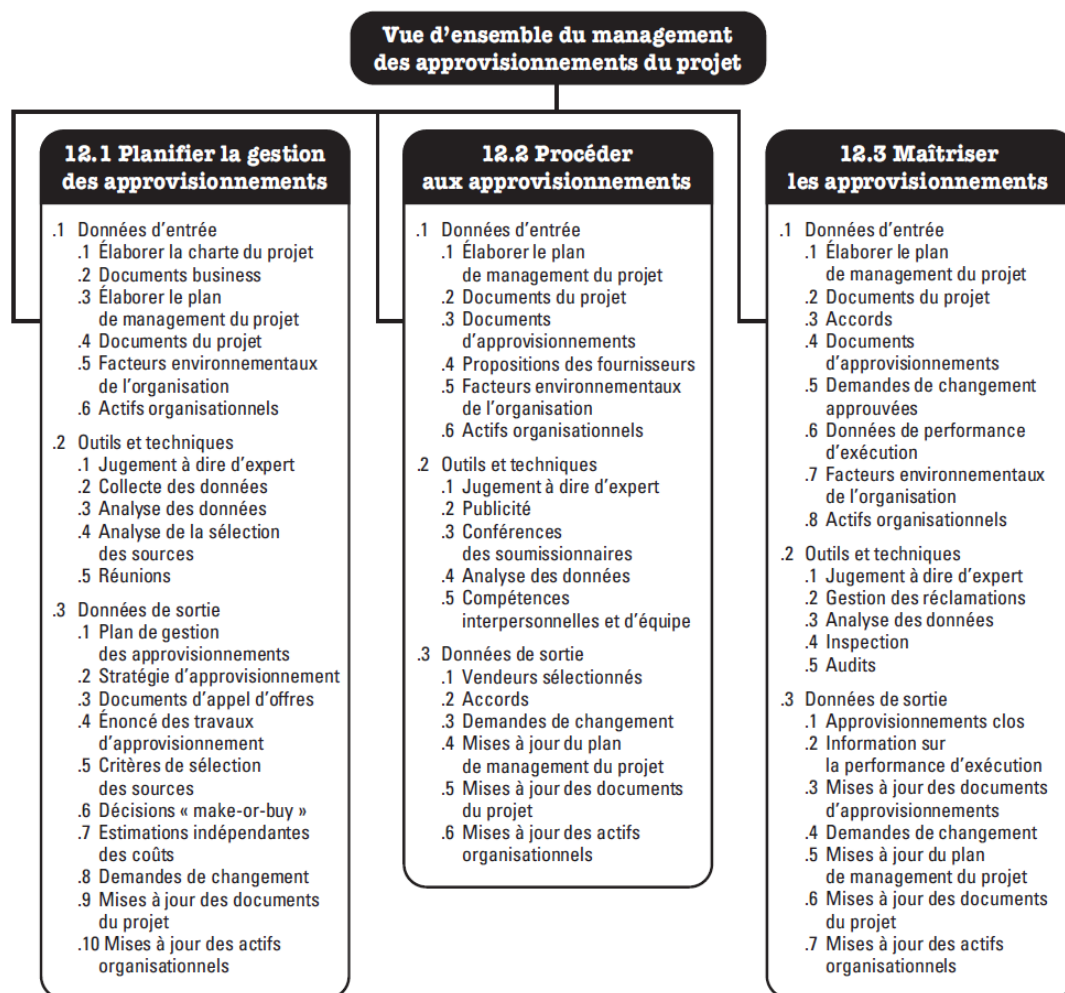 Vue d'ensemble du management
des approvisionnements du projet
12.1 Planifier la gestion
des approvisionnements
.1 Données d'entrée
.1 Élaborer la charte du projet
.2 Documents business
.3 Élaborer le plan
de management du projet
.4 Documents du projet
.5 Facteurs environnementaux
de l'organisation
.6 Actifs organisationnels
.2 Outils et techniques
.1 Jugement à dire d'expert
.2 Collecte des données
.3 Analyse des données
.4 Analyse de la sélection
des sources
.5 Réunions
.3 Données de sortie
.1 Plan de gestion
des approvisionnements
.2 Stratégie d'approvisionnement
.3 Documents d'appel d'offres
.4 Énoncé des travaux
d'approvisionnement
.5 Critères de sélection
des sources
.6 Décisions « make-or-buy »
.7 Estimations indépendantes
des coûts
.8 Demandes de changement
.9 Mises à jour des documents
du projet
.10 Mises à jour des actifs
organisationnels
12.2 Procéder
aux approvisionnements
.1 Données d'entrée
.1 Élaborer le plan
de management du projet
.2 Documents du projet
.3 Documents
d'approvisionnements
.4 Propositions des fournisseurs
.5 Facteurs environnementaux
de l'organisation
.6 Actifs organisationnels
.2 Outils et techniques
.1 Jugement à dire d'expert
.2 Publicité
.3 Conférences
des soumissionnaires
.4 Analyse des données
.5 Compétences
interpersonnelles et d'équipe
.3 Données de sortie
.1 Vendeurs sélectionnés
.2 Accords
.3 Demandes de changement
.4 Mises à jour du plan
de management du projet
.5 Mises à jour des documents
du projet
.6 Mises à jour des actifs
organisationnels
12.3 Maîtriser
les approvisionnements
.1 Données d'entrée
.1 Élaborer le plan
de management du projet
.2 Documents du projet
.3 Accords
.4 Documents
d'approvisionnements
.5 Demandes de changement
approuvées
.6 Données de performance
d'exécution
.7 Facteurs environnementaux
de l'organisation
.8 Actifs organisationnels
.2 Outils et techniques
.1 Jugement à dire d'expert
.2 Gestion des réclamations
.3 Analyse des données
.4 Inspection
.5 Audits
.3 Données de sortie
.1 Approvisionnements clos
.2 Information sur
la performance d'exécution
.3 Mises à jour des documents
d'approvisionnements
.4 Demandes de changement
.5 Mises à jour du plan
de management du projet
.6 Mises à jour des documents
du projet
.7 Mises à jour des actifs
organisationnels